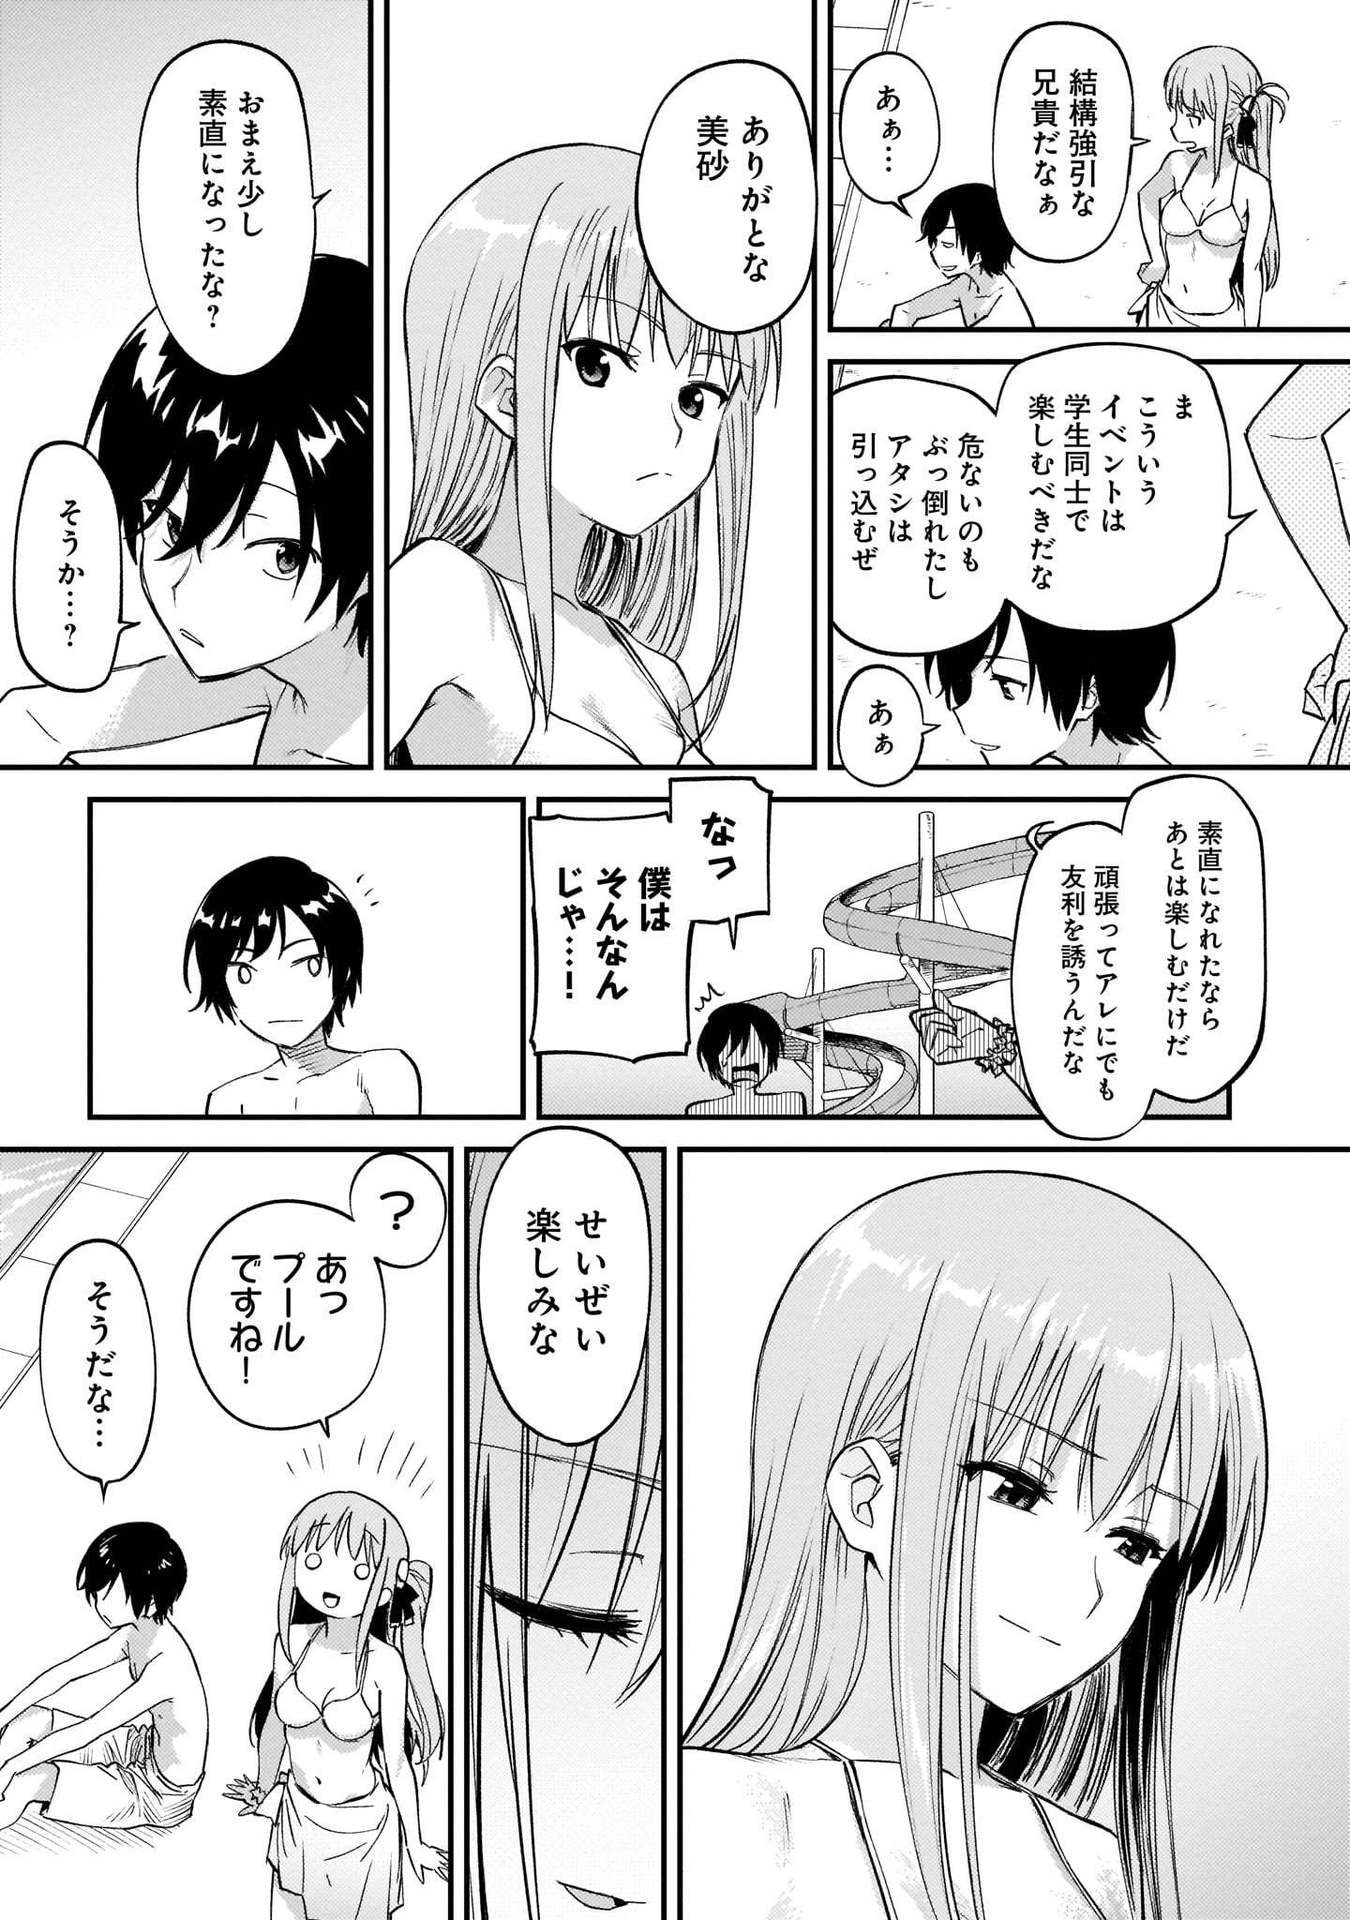 結構強引な
兄貴だなぁ
あぁ…
ま
こういう
イベントは
学生同士で
楽しむべきだな
危ないのも
ぶっ倒れたし
アタシは
引っ込むぜ
あぁ
ありがとな
美砂
おまえ少し
素直になったな?
そうか…?
素直になれたなら
あとは楽しむだけだ
頑張ってアレにでも
友利を誘うんだな
なっ
僕は
そんなん
じゃ…!
せいぜい
楽しみな
?
あっ
プール
ですね!
そうだな…